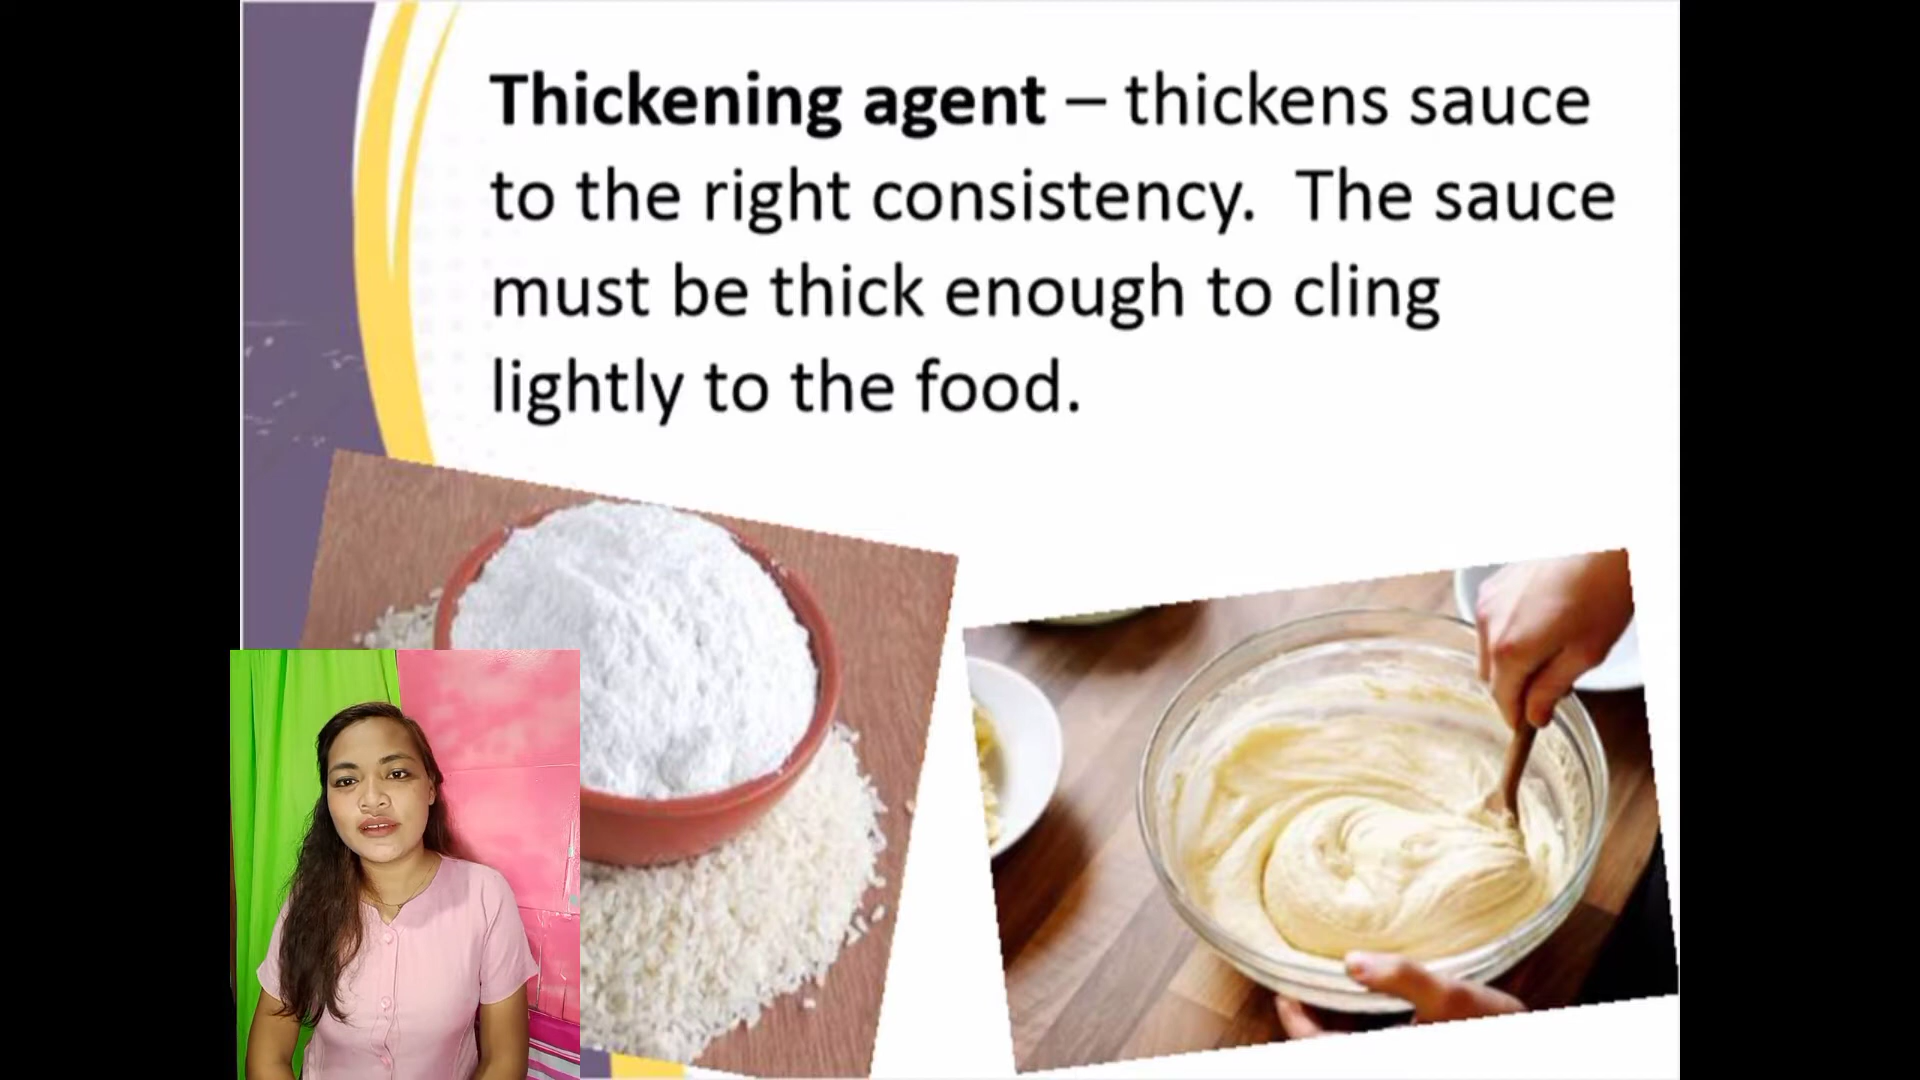 Thickening agent – thickens sauce
to the right consistency.  The sauce
must be thick enough to cling
lightly to the food.